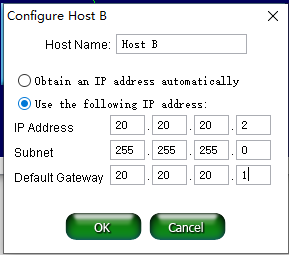 Configure Host B
Host Name: Host B
Obtain an IP address automatically
Use the following IP address:
IP Address 20 . 20 . 20 . 2
Subnet 255 . 255 . 255 . 0
Default Gateway 20 . 20 . 20 . 1
OK Cancel